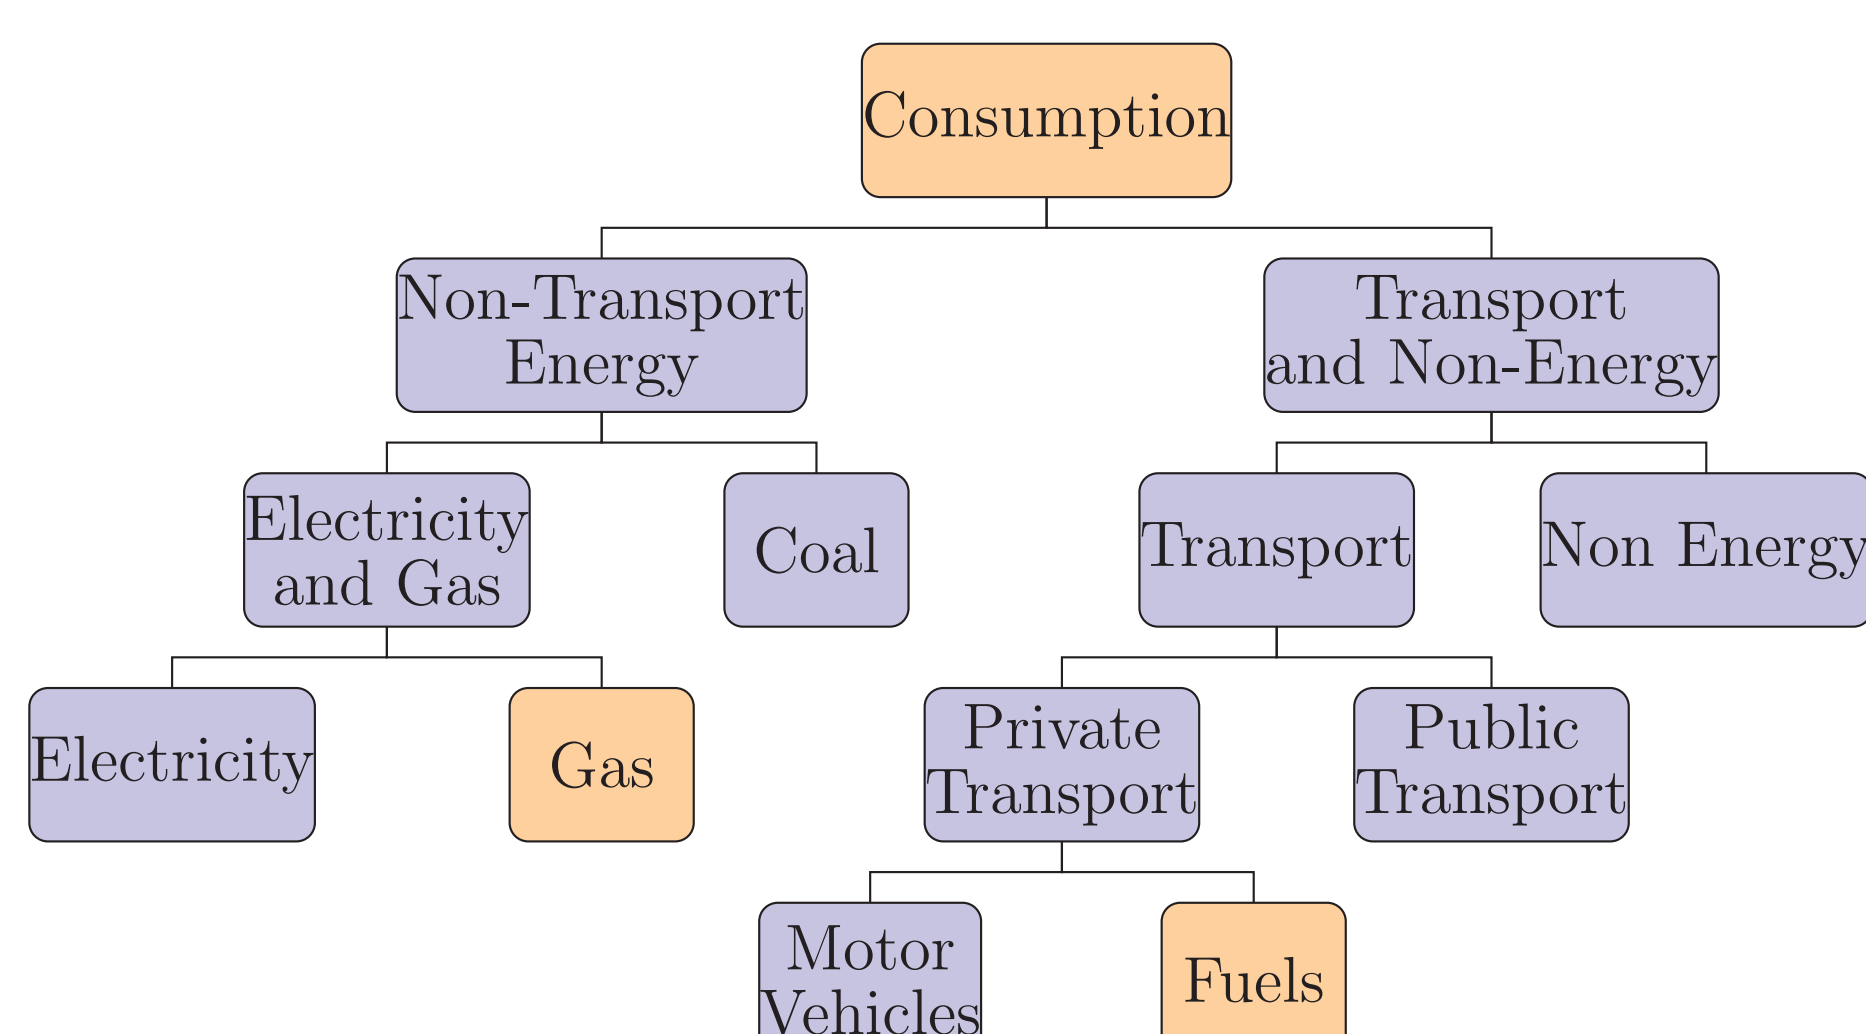 Consumption
Non-Transport
Energy
Transport
and Non-Energy
Electricity
and Gas
Coal
Transport
Non Energy
Electricity
Gas
Private
Transport
Public
Transport
Motor
Vehicles
Fuels